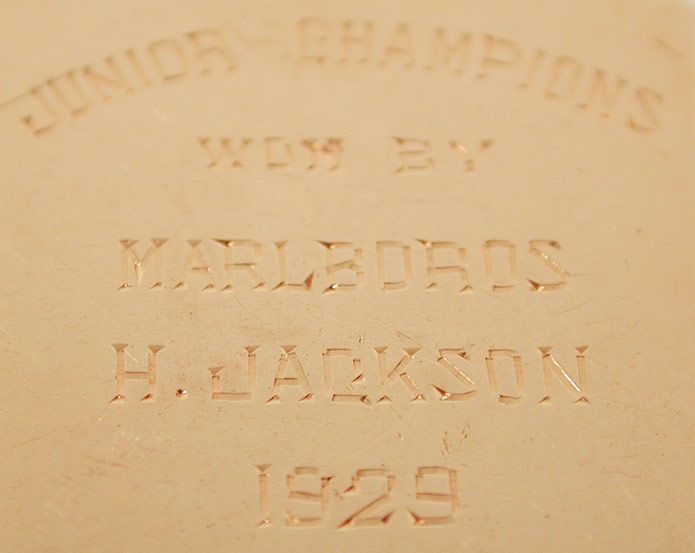 JUNIOR CHAMPIONS
WON BY
MARLBOROS
H. JACKSON
1929